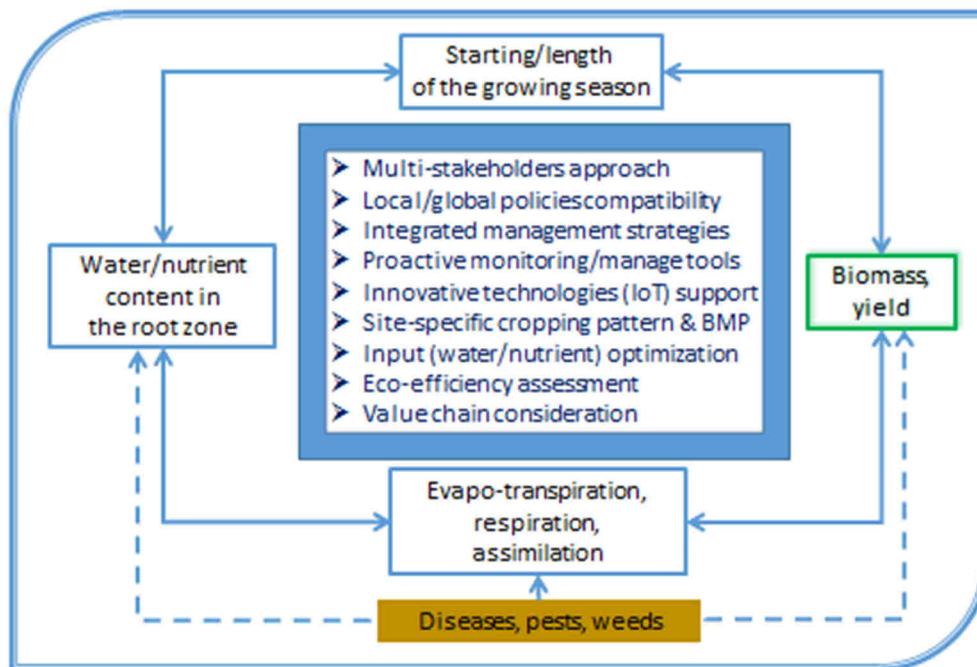 Starting/length
of the growing season
➢ Multi-stakeholders approach
➢ Local/global policies compatibility
➢ Integrated management strategies
➢ Proactive monitoring/manage tools
➢ Innovative technologies (IoT) support
➢ Site-specific cropping pattern & BMP
➢ Input (water/nutrient) optimization
➢ Eco-efficiency assessment
➢ Value chain consideration
Water/nutrient
content in
the root zone
Biomass,
yield
Evapo-transpiration,
respiration,
assimilation
Diseases, pests, weeds